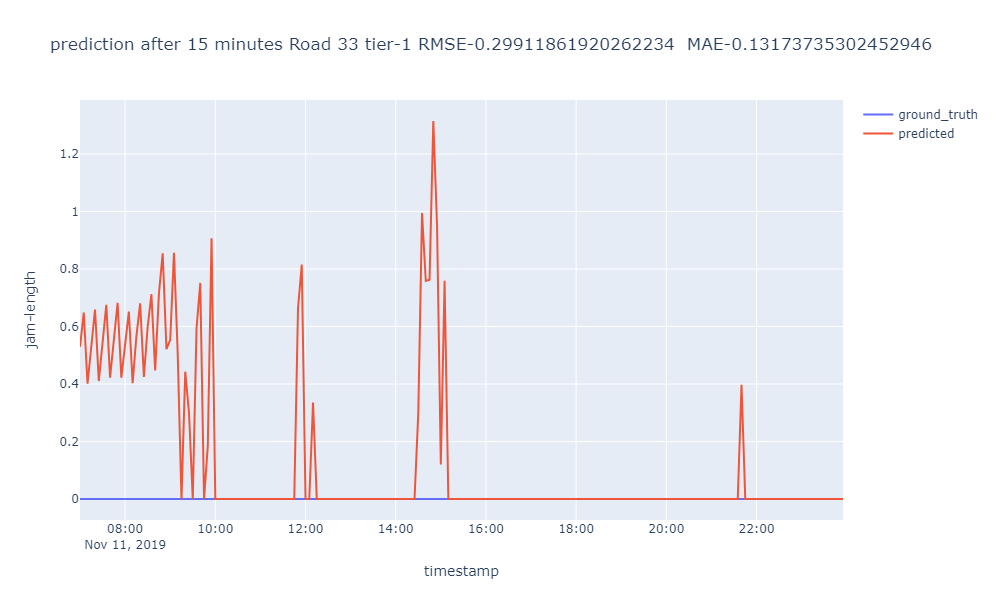 prediction after 15 minutes Road 33 tier-1 RMSE-0.29911861920262234  MAE-0.13173735302452946
ground_truth
predicted
jam-length
1.2
1
0.8
0.6
0.4
0.2
0
08:00 10:00 12:00 14:00 16:00 18:00 20:00 22:00
Nov 11, 2019
timestamp